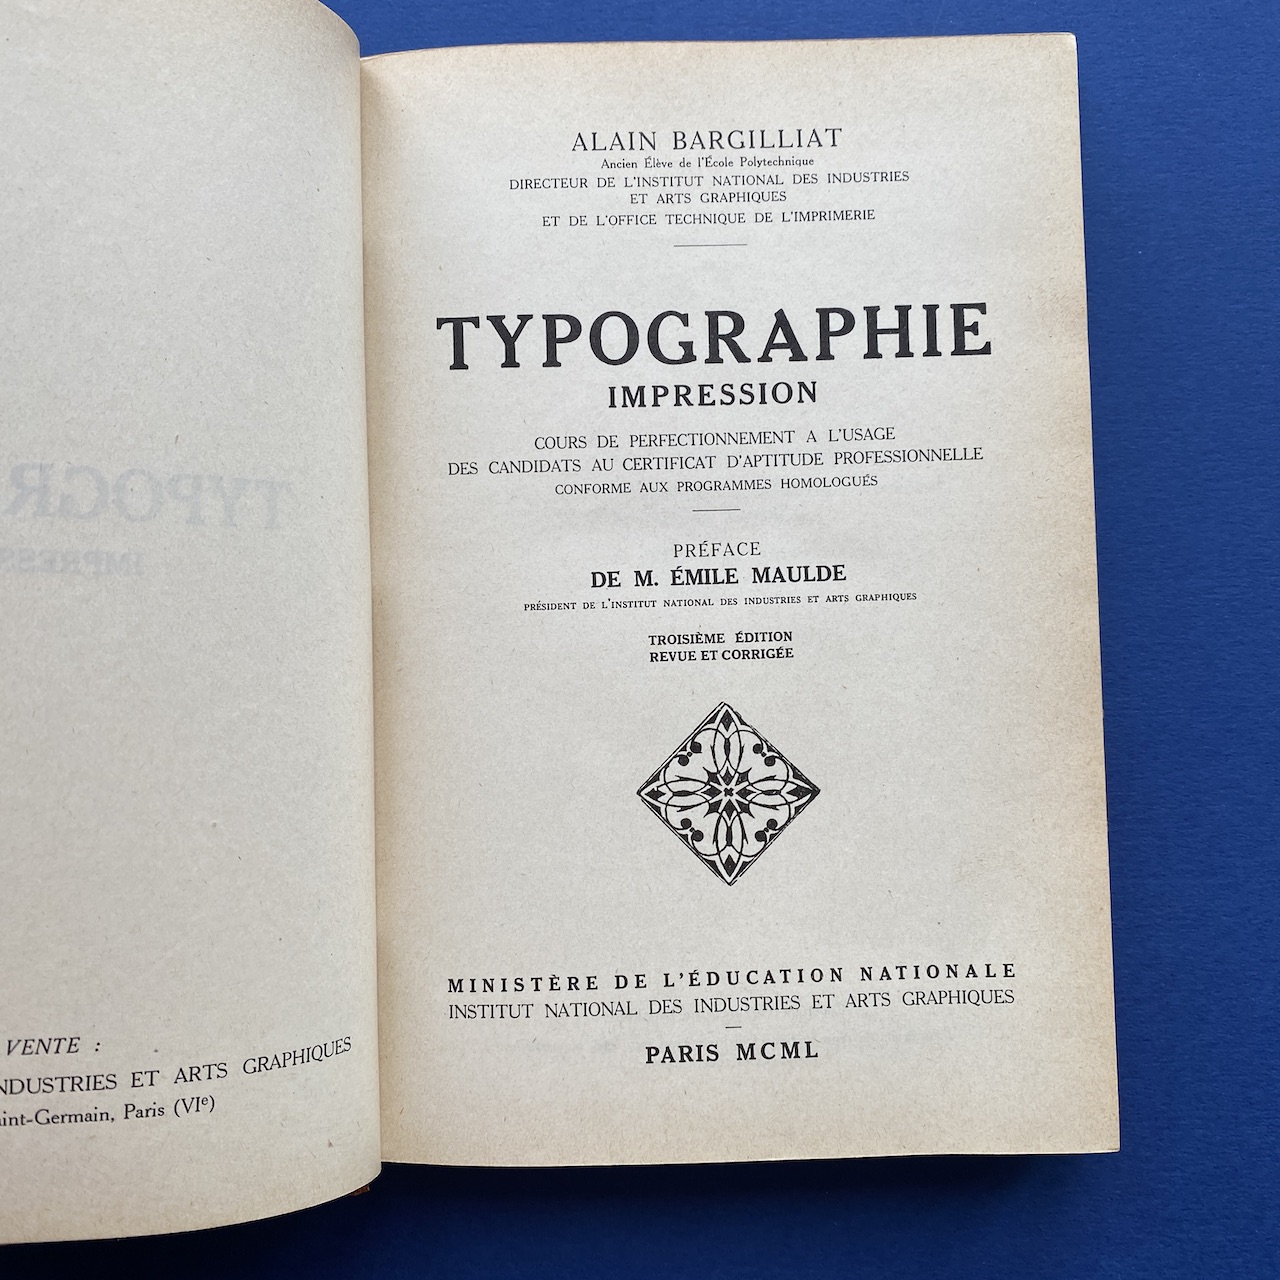 VENTE :
INDUSTRIES ET ARTS GRAPHIQUES
Paris (VIe)
ALAIN BARGILLIAT
Ancien Élève de l'École Polytechnique
DIRECTEUR DE L'INSTITUT NATIONAL DES INDUSTRIES
ET ARTS GRAPHIQUES
ET DE L'OFFICE TECHNIQUE DE L'IMPRIMERIE
TYPOGRAPHIE
IMPRESSION
COURS DE PERFECTIONNEMENT A L'USAGE
DES CANDIDATS AU CERTIFICAT D'APTITUDE PROFESSIONNELLE
CONFORME AUX PROGRAMMES HOMOLOGUÉS
PRÉFACE
DE M. ÉMILE MAULDE
PRÉSIDENT DE L'INSTITUT NATIONAL DES INDUSTRIES ET ARTS GRAPHIQUES
TROISIÈME ÉDITION
REVUE ET CORRIGÉE
MINISTÈRE DE L'ÉDUCATION NATIONALE
INSTITUT NATIONAL DES INDUSTRIES ET ARTS GRAPHIQUES
PARIS MCML